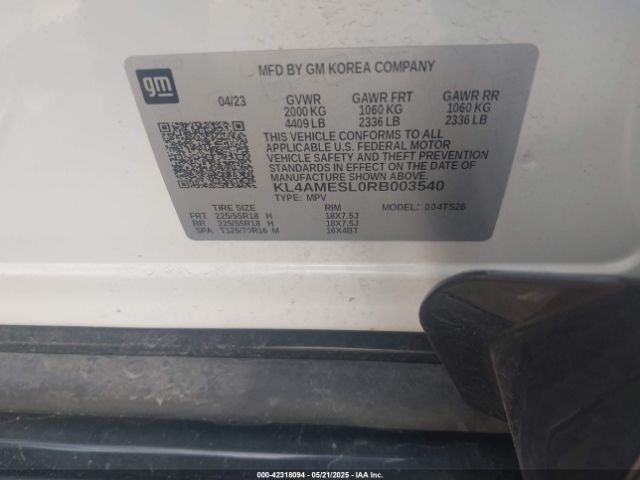 gm
MFD BY GM KOREA COMPANY
04/23 GVWR GAWR FRT GAWR RR
2000 KG 1060 KG 1060 KG
4409 LB 2336 LB 2336 LB
THIS VEHICLE CONFORMS TO ALL
APPLICABLE U.S. FEDERAL MOTOR
VEHICLE SAFETY AND THEFT
PREVENTION STANDARDS IN
EFFECT ON THE DATE OF
MANUFACTURE SHOWN ABOVE.
KL4AMESL0RB003540
TYPE: MPV MODEL: 004TS26
TIRE SIZE RIM
FRT 225/55R18 H 18X7.5J
RR 225/55R18 H 18X7.5J
SPA T125/70R16 M 16X4BT
000-42318094 — 05/21/2025 — IAA Inc.